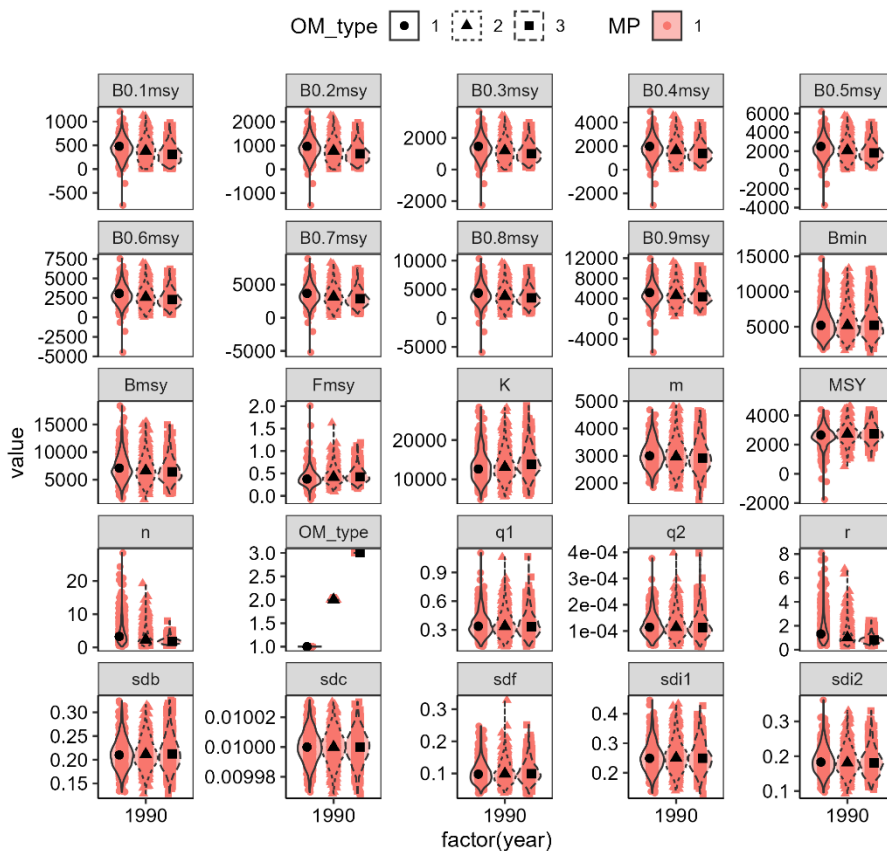 OM_type 1 2 3 MP 1
B0.1msy B0.2msy B0.3msy B0.4msy B0.5msy
1000 500 0 -500
2000 1000 0 -1000
2000 0 -2000
4000 2000 0 -2000
6000 4000 2000 0 -2000 -4000
B0.6msy B0.7msy B0.8msy B0.9msy Bmin
7500 5000 2500 0 -2500 -5000
5000 0 -5000
10000 5000 0 -5000
12000 8000 4000 0 -4000
15000 10000 5000
Bmsy Fmsy K m MSY
15000 10000 5000
2.0 1.5 1.0 0.5 0.0
20000 10000
5000 4000 3000 2000
4000 2000 0 -2000
n OM_type q1 q2 r
20 10 0
3.0 2.5 2.0 1.5 1.0
0.9 0.6 0.3
4e-04 3e-04 2e-04 1e-04
8 6 4 2 0
sdb sdc sdf sdi1 sdi2
0.30 0.25 0.20 0.15
0.01002 0.01000 0.00998
0.3 0.2 0.1
0.4 0.3 0.2
0.3 0.2 0.1
1990 1990 1990 1990 1990
value
factor(year)